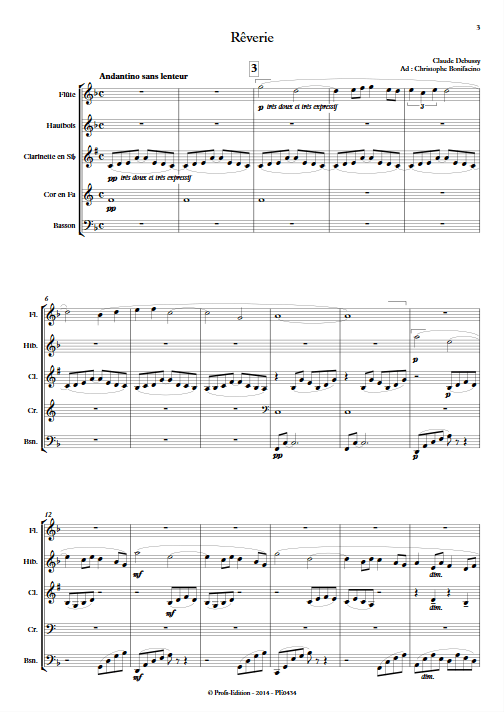 3
Rêverie
Claude Debussy
Ad : Christophe Bonifacino
Andantino sans lenteur
3
Flûte
p très doux et très expressif
3
Hautbois
Clarinette en Si♭
pp très doux et très expressif
Cor en Fa
pp
Basson
6
Fl.
Htb.
p
Cl.
p
Cr.
Bsn.
pp
pp
p
12
Fl.
Htb.
mf
dim.
Cl.
mf
dim.
Cr.
Bsn.
mf
dim.
© Profs-Edition - 2014 - PE0434